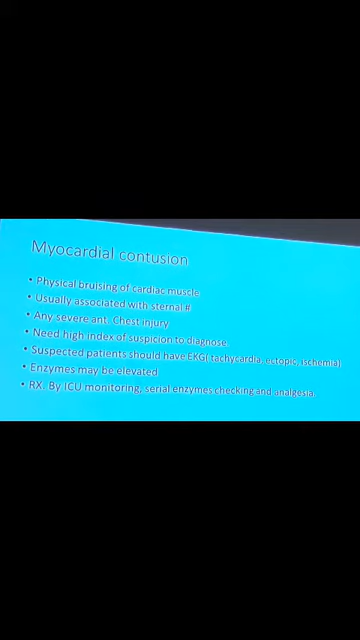 Myocardial contusion
• Physical bruising of cardiac muscle
• Usually associated with sternal #
• Any severe ant. Chest injury
• Need high index of suspicion to diagnose
• Suspected patients should have EKG( tachycardia, ectopic, ischemia)
• Enzymes may be elevated
• RX. By ICU monitoring, serial enzymes checking and analgesia.